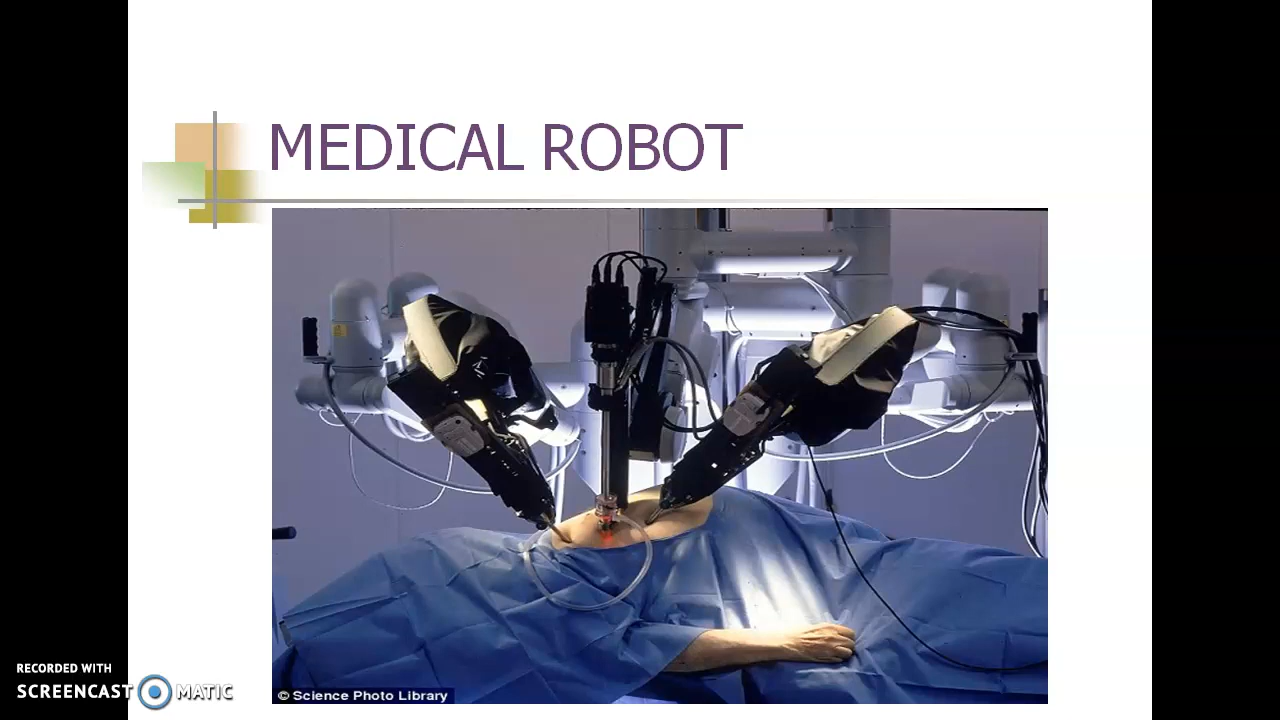 MEDICAL ROBOT
© Science Photo Library
RECORDED WITH
SCREENCAST MATIC